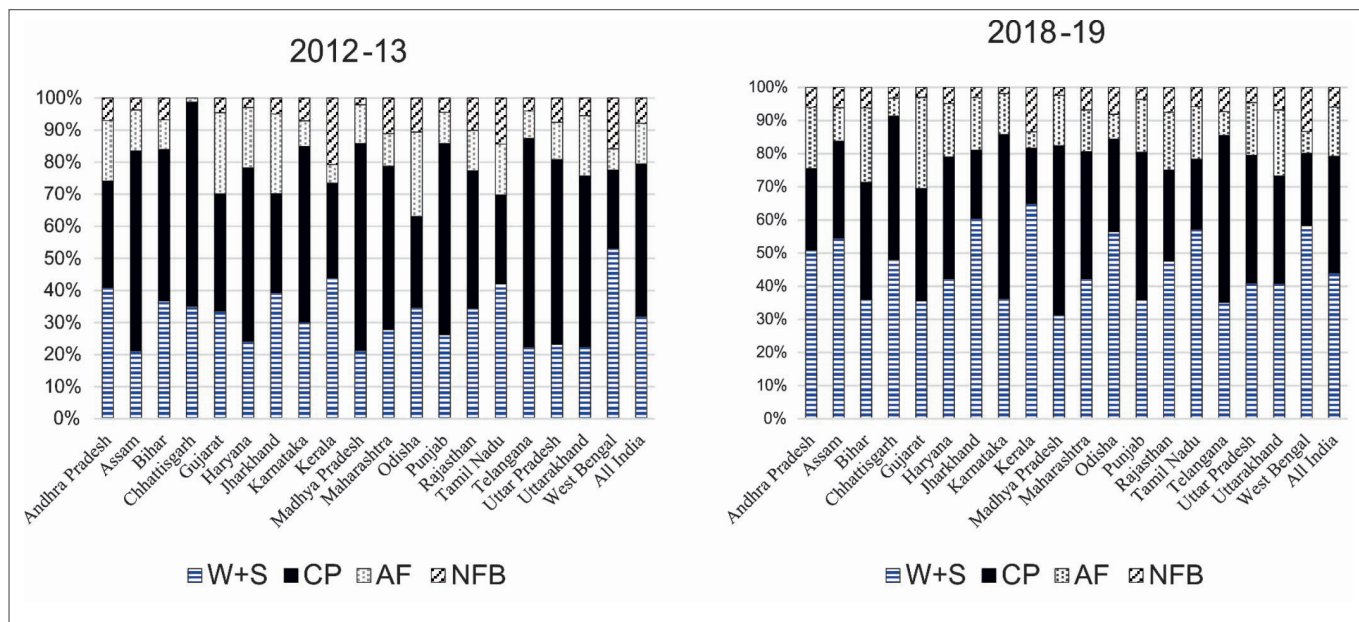 2012-13
100%
90%
80%
70%
60%
50%
40%
30%
20%
10%
0%
Andhra Pradesh
Assam
Bihar
Chhattisgarh
Gujarat
Haryana
Jharkhand
Karnataka
Kerala
Madhya Pradesh
Maharashtra
Odisha
Punjab
Rajasthan
Tamil Nadu
Telangana
Uttar Pradesh
Uttarakhand
West Bengal
All India
W+S CP AF NFB
2018-19
100%
90%
80%
70%
60%
50%
40%
30%
20%
10%
0%
Andhra Pradesh
Assam
Bihar
Chhattisgarh
Gujarat
Haryana
Jharkhand
Karnataka
Kerala
Madhya Pradesh
Maharashtra
Odisha
Punjab
Rajasthan
Tamil Nadu
Telangana
Uttar Pradesh
Uttarakhand
West Bengal
All India
W+S CP AF NFB